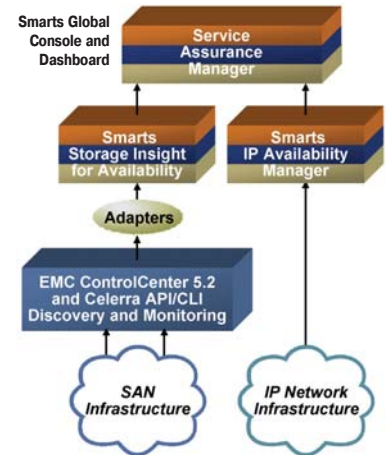 Smarts Global
Console and
Dashboard
Service
Assurance
Manager
Smarts
Storage Insight
for Availability
Smarts
IP Availability
Manager
Adapters
EMC ControlCenter 5.2
and Celerra API/CLI
Discovery and Monitoring
SAN
Infrastructure
IP Network
Infrastructure